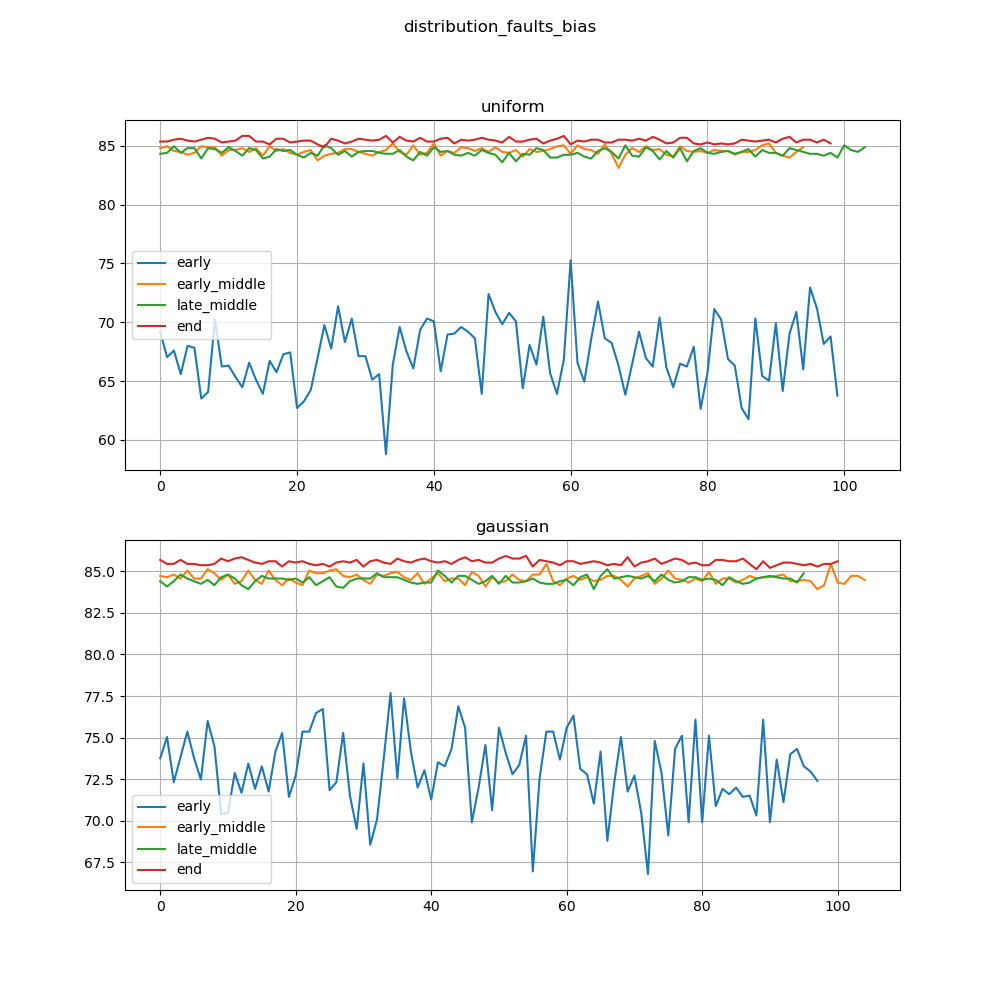 distribution_faults_bias
uniform
85
80
75
70
65
60
early
early_middle
late_middle
end
0 20 40 60 80 100
gaussian
85.0
82.5
80.0
77.5
75.0
72.5
70.0
67.5
early
early_middle
late_middle
end
0 20 40 60 80 100